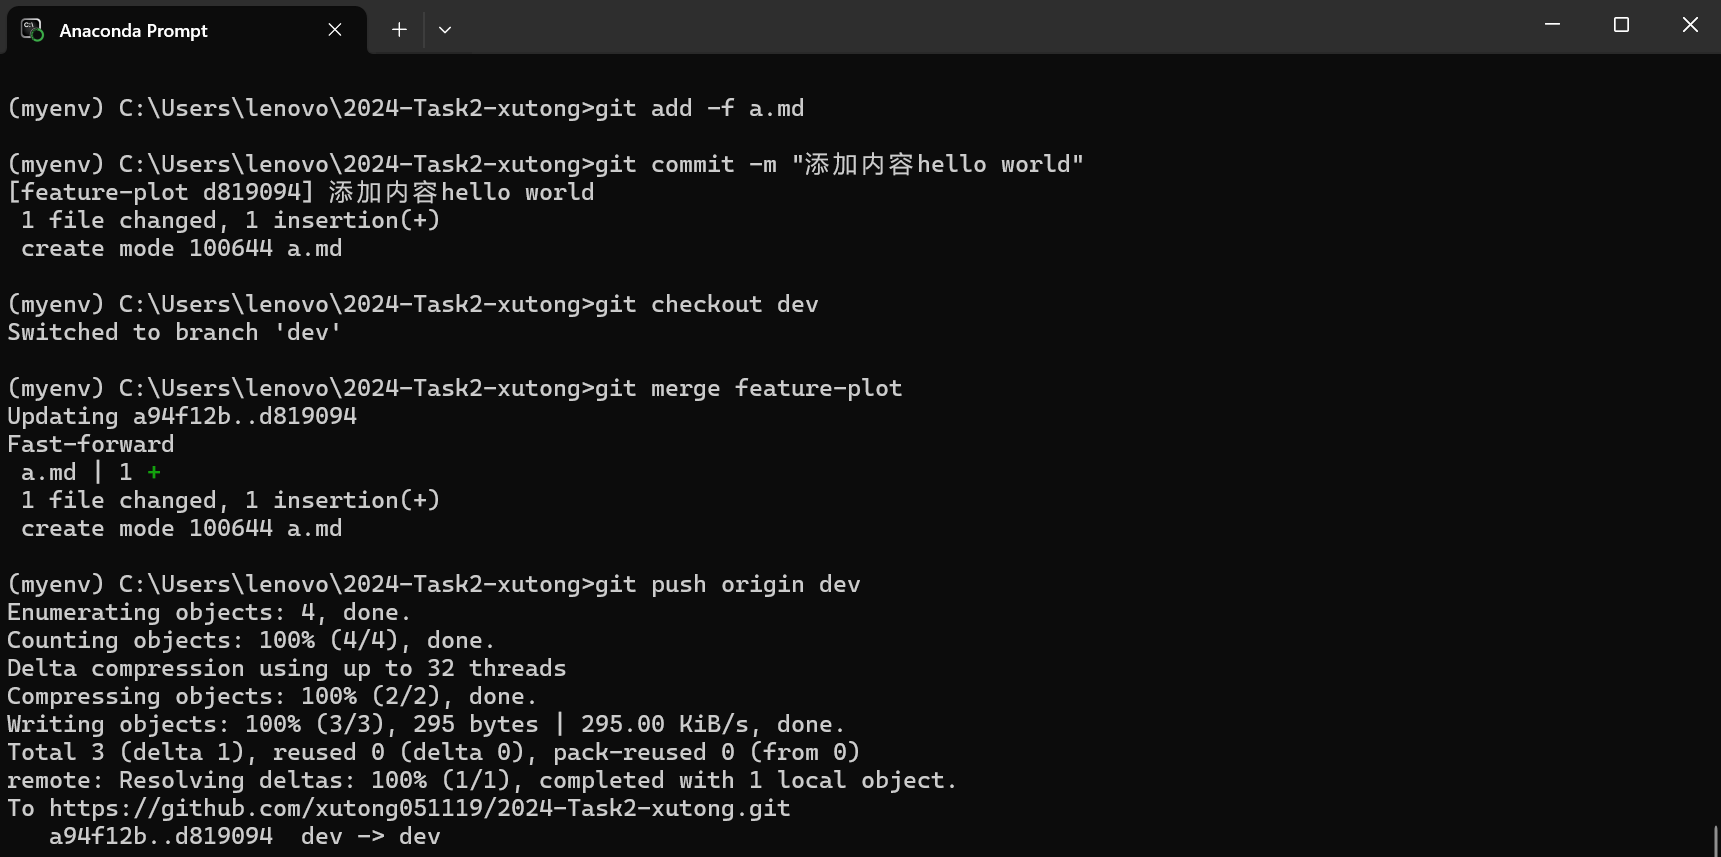 Anaconda Prompt
(myenv) C:\Users\lenovo\2024-Task2-xutong>git add -f a.md
(myenv) C:\Users\lenovo\2024-Task2-xutong>git commit -m "添加内容hello world"
[feature-plot d819094] 添加内容hello world
 1 file changed, 1 insertion(+)
 create mode 100644 a.md
(myenv) C:\Users\lenovo\2024-Task2-xutong>git checkout dev
Switched to branch 'dev'
(myenv) C:\Users\lenovo\2024-Task2-xutong>git merge feature-plot
Updating a94f12b..d819094
Fast-forward
 a.md | 1 +
 1 file changed, 1 insertion(+)
 create mode 100644 a.md
(myenv) C:\Users\lenovo\2024-Task2-xutong>git push origin dev
Enumerating objects: 4, done.
Counting objects: 100% (4/4), done.
Delta compression using up to 32 threads
Compressing objects: 100% (2/2), done.
Writing objects: 100% (3/3), 295 bytes | 295.00 KiB/s, done.
Total 3 (delta 1), reused 0 (delta 0), pack-reused 0 (from 0)
remote: Resolving deltas: 100% (1/1), completed with 1 local object.
To https://github.com/xutong051119/2024-Task2-xutong.git
   a94f12b..d819094  dev -> dev